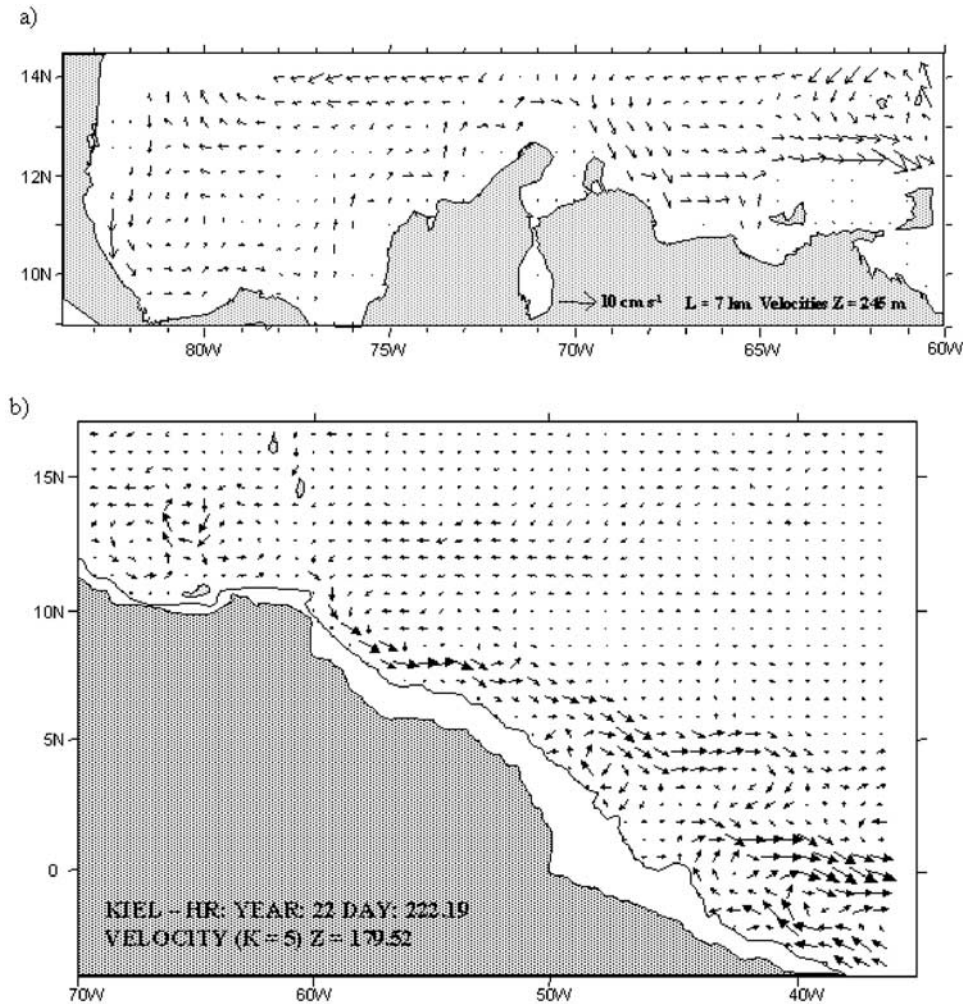 a)
14N
12N
10N
10 cm s-1 L = 7 km Velocities Z = 245 m
80W 75W 70W 65W 60W
b)
15N
10N
5N
0
KIEL – HR: YEAR: 22 DAY: 222.19
VELOCITY (K = 5) Z = 179.52
70W 60W 50W 40W